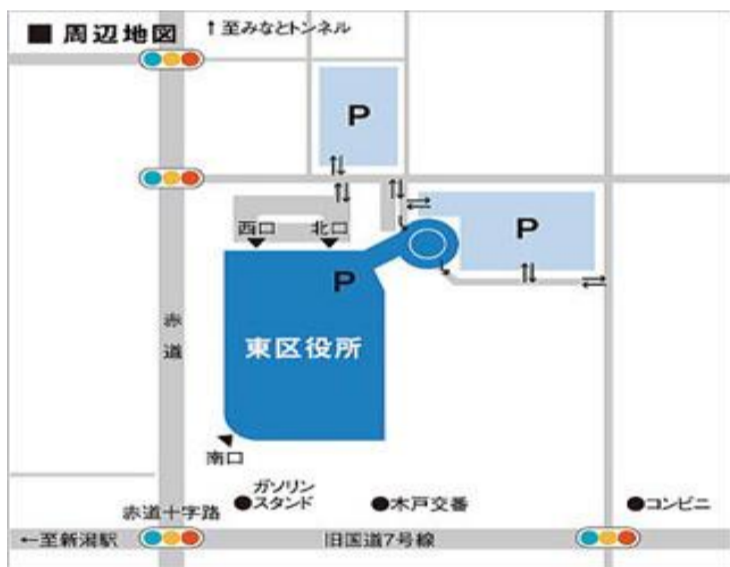 ■ 周辺地図
↑至みなとトンネル
P
西口
北口
P
P
東区役所
赤道
南口
ガソリン
スタンド
木戸交番
コンビニ
赤道十字路
←至新潟駅
旧国道7号線